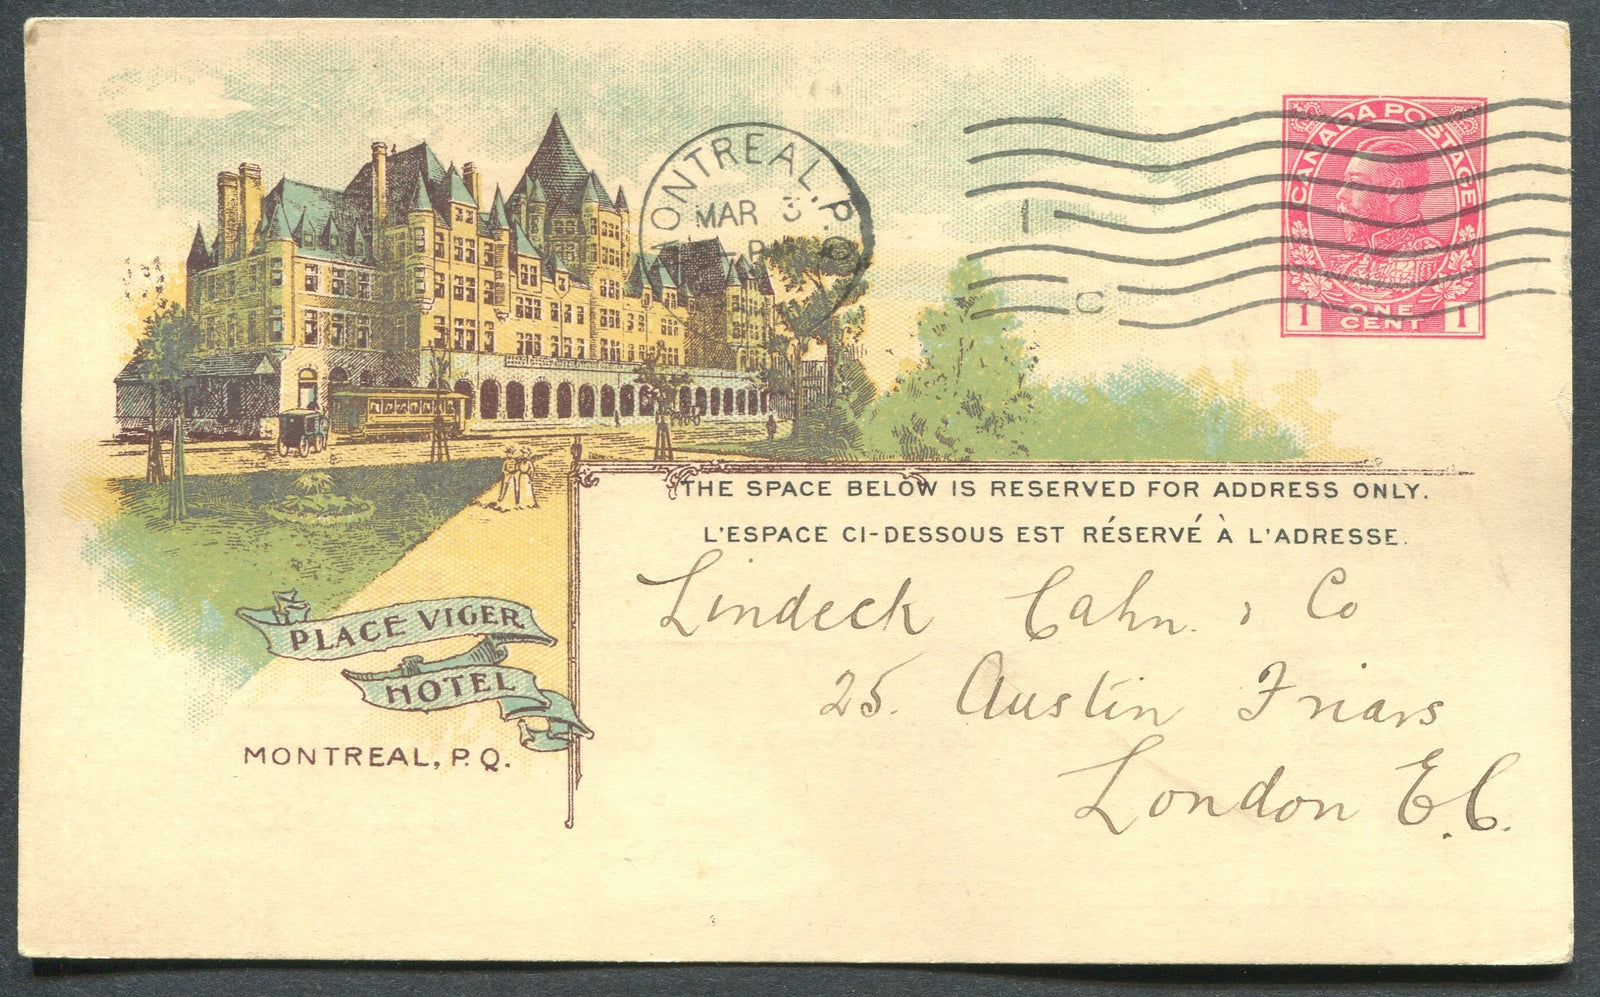 CANADA POSTAGE
1 ONE CENT 1
MONTREAL, P.Q.
MAR 3
THE SPACE BELOW IS RESERVED FOR ADDRESS ONLY.
L'ESPACE CI-DESSOUS EST RÉSERVÉ À L'ADRESSE.
Lindeck Cahn & Co
25. Austin Friars
London E.C.
PLACE VIGER
HOTEL
MONTREAL, P.Q.